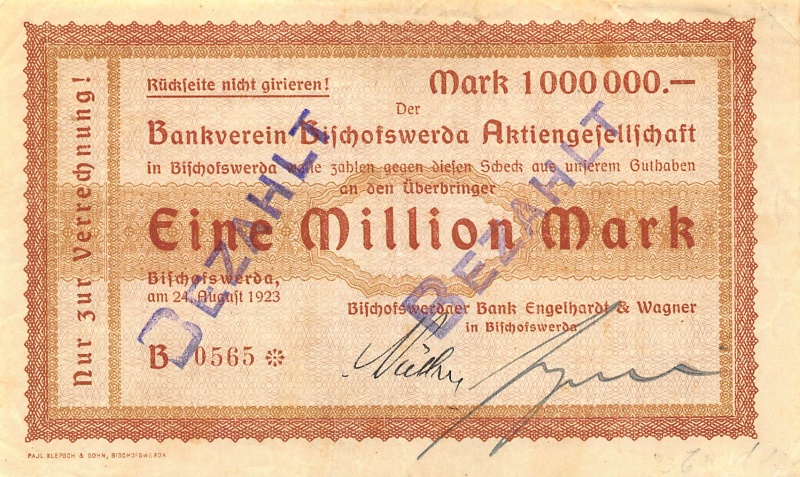 Nur zur Verrechnung!
Rückseite nicht girieren!
Mark 1000000.—
Der
Bankverein Bischofswerda Aktiengesellschaft
in Bischofswerda wolle zahlen gegen diesen Scheck aus unserem Guthaben
an den Überbringer
Eine Million Mark
Bischofswerda,
am 24. August 1923
Bischofswerdaer Bank Engelhardt & Wagner
in Bischofswerda
B 0565 *
BEZAHLT
BEZAHLT
PAUL KLEPSCH & SOHN, BISCHOFSWERDA